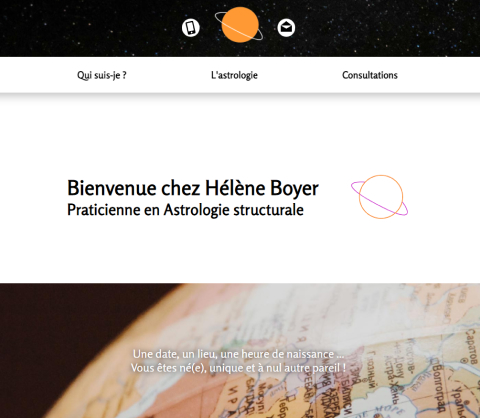 Qui suis-je ?
L'astrologie
Consultations
Bienvenue chez Hélène Boyer
Praticienne en Astrologie structurale
Une date, un lieu, une heure de naissance ...
Vous êtes né(e), unique et à nul autre pareil !